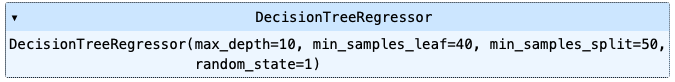 ▾ DecisionTreeRegressor
DecisionTreeRegressor(max_depth=10, min_samples_leaf=40, min_samples_split=50,
random_state=1)